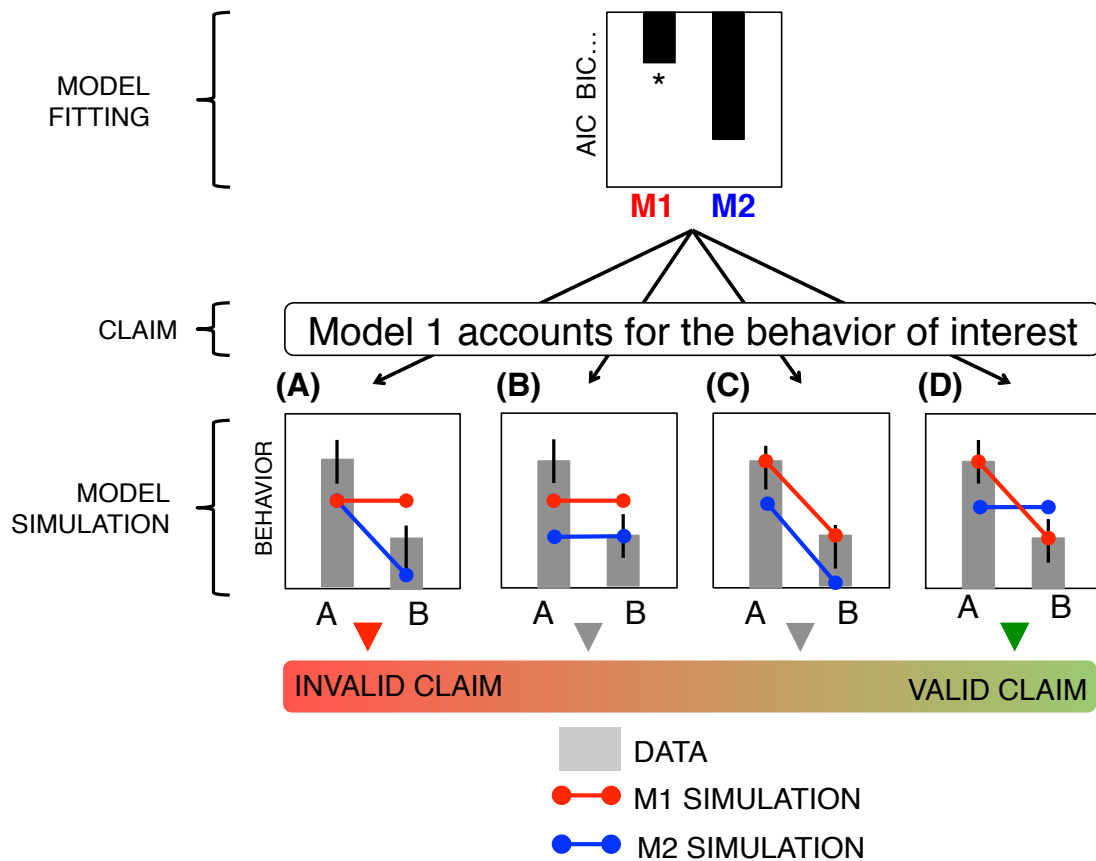 MODEL
FITTING
AIC BIC...
*
M1 M2
CLAIM
Model 1 accounts for the behavior of interest
(A) (B) (C) (D)
MODEL
SIMULATION
BEHAVIOR
A B A B A B A B
INVALID CLAIM VALID CLAIM
DATA
M1 SIMULATION
M2 SIMULATION